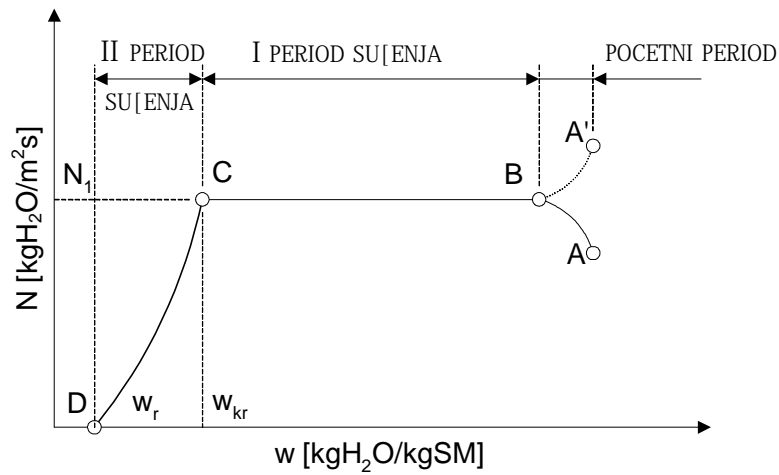 II PERIOD
SU[ENJA
I PERIOD SU[ENJA
POCETNI PERIOD
A'
N₁
C
B
A
N [kgH₂O/m²s]
D
wᵣ
wₖᵣ
w [kgH₂O/kgSM]